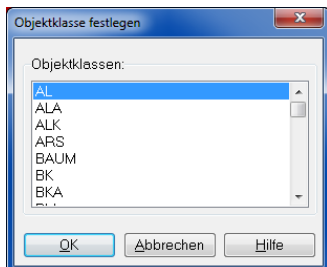 Objektklasse festlegen
Objektklassen:
AL
ALA
ALK
ARS
BAUM
BK
BKA
OK
Abbrechen
Hilfe